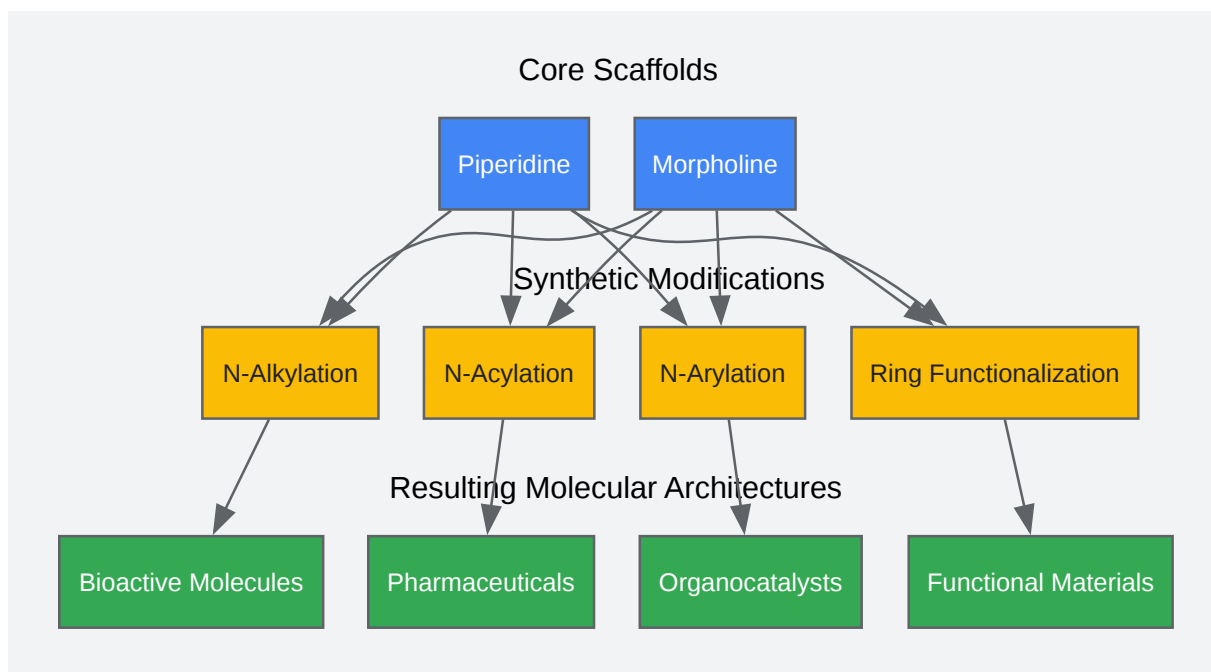 Core Scaffolds
Piperidine
Morpholine
Synthetic Modifications
N-Alkylation
N-Acylation
N-Arylation
Ring Functionalization
Resulting Molecular Architectures
Bioactive Molecules
Pharmaceuticals
Organocatalysts
Functional Materials